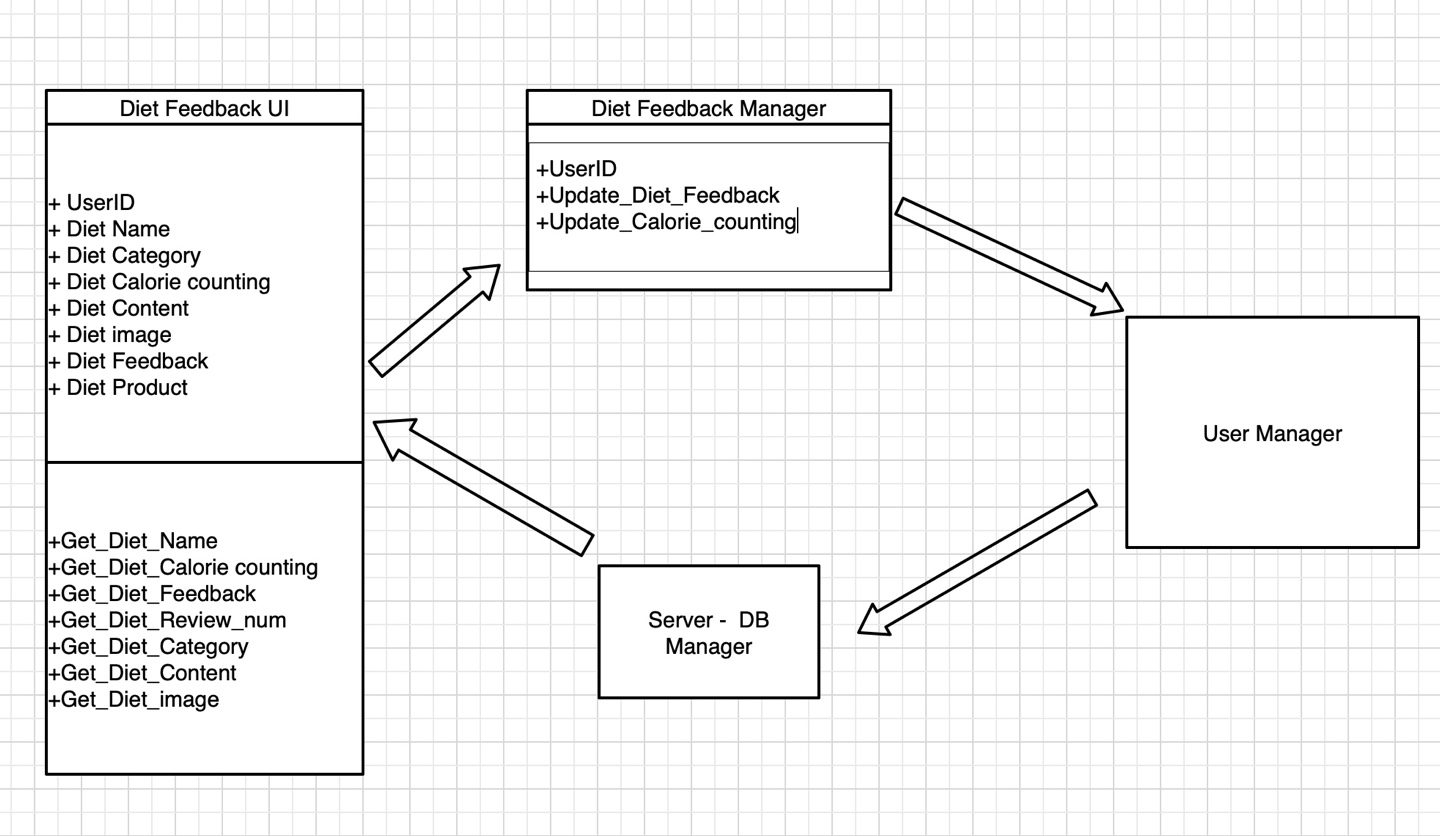 Diet Feedback UI
+ UserID
+ Diet Name
+ Diet Category
+ Diet Calorie counting
+ Diet Content
+ Diet image
+ Diet Feedback
+ Diet Product
+Get_Diet_Name
+Get_Diet_Calorie counting
+Get_Diet_Feedback
+Get_Diet_Review_num
+Get_Diet_Category
+Get_Diet_Content
+Get_Diet_image
Diet Feedback Manager
+UserID
+Update_Diet_Feedback
+Update_Calorie_counting
User Manager
Server -  DB
Manager